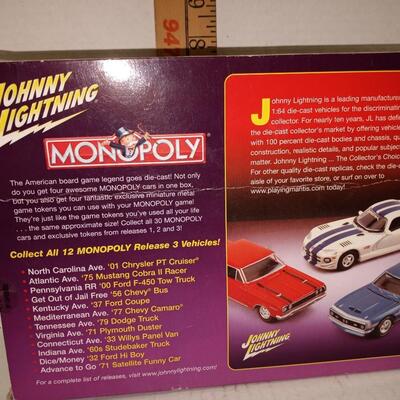 94 9
JOHNNY
LIGHTNING
MONOPOLY
The American board game legend goes die-cast! Not only
do you get four awesome MONOPOLY cars in one box,
but you also get four fantastic exclusive miniature metal
game tokens you can use with your MONOPOLY game!
They're just like the game tokens you've used all your life
. . . the same approximate size! Collect all 30 MONOPOLY
cars and exclusive tokens from releases 1, 2 and 3!
Collect All 12 MONOPOLY Release 3 Vehicles!
• North Carolina Ave. '01 Chrysler PT Cruiser
• Atlantic Ave. '75 Mustang Cobra II Racer
• Pennsylvania RR '00 Ford F-450 Tow Truck
• Get Out of Jail Free '56 Chevy Bus
• Kentucky Ave. '37 Ford Coupe
• Mediterranean Ave. '77 Chevy Camaro
• Tennessee Ave. '79 Dodge Truck
• Virginia Ave. '71 Plymouth Duster
• Connecticut Ave. '33 Willys Panel Van
• Indiana Ave. '60s Studebaker Truck
• Dice/Money '32 Ford Hi Boy
• Advance to Go '71 Satellite Funny Car
For a complete list of releases, visit www.johnnylightning.com!
Johnny Lightning is a leading manufacture
1:64 die-cast vehicles for the discriminating
collector. For nearly ten years, JL has define
the die-cast collector's market by offering vehicle
with 100 percent die-cast bodies and chassis, qu
construction, realistic details, and popular subject
matter. Johnny Lightning ... The Collector's Choice
For other quality die-cast replicas, check the die-c
aisle of your favorite store, or surf on over to
www.playingmantis.com today!
JOHNNY
LIGHTNING